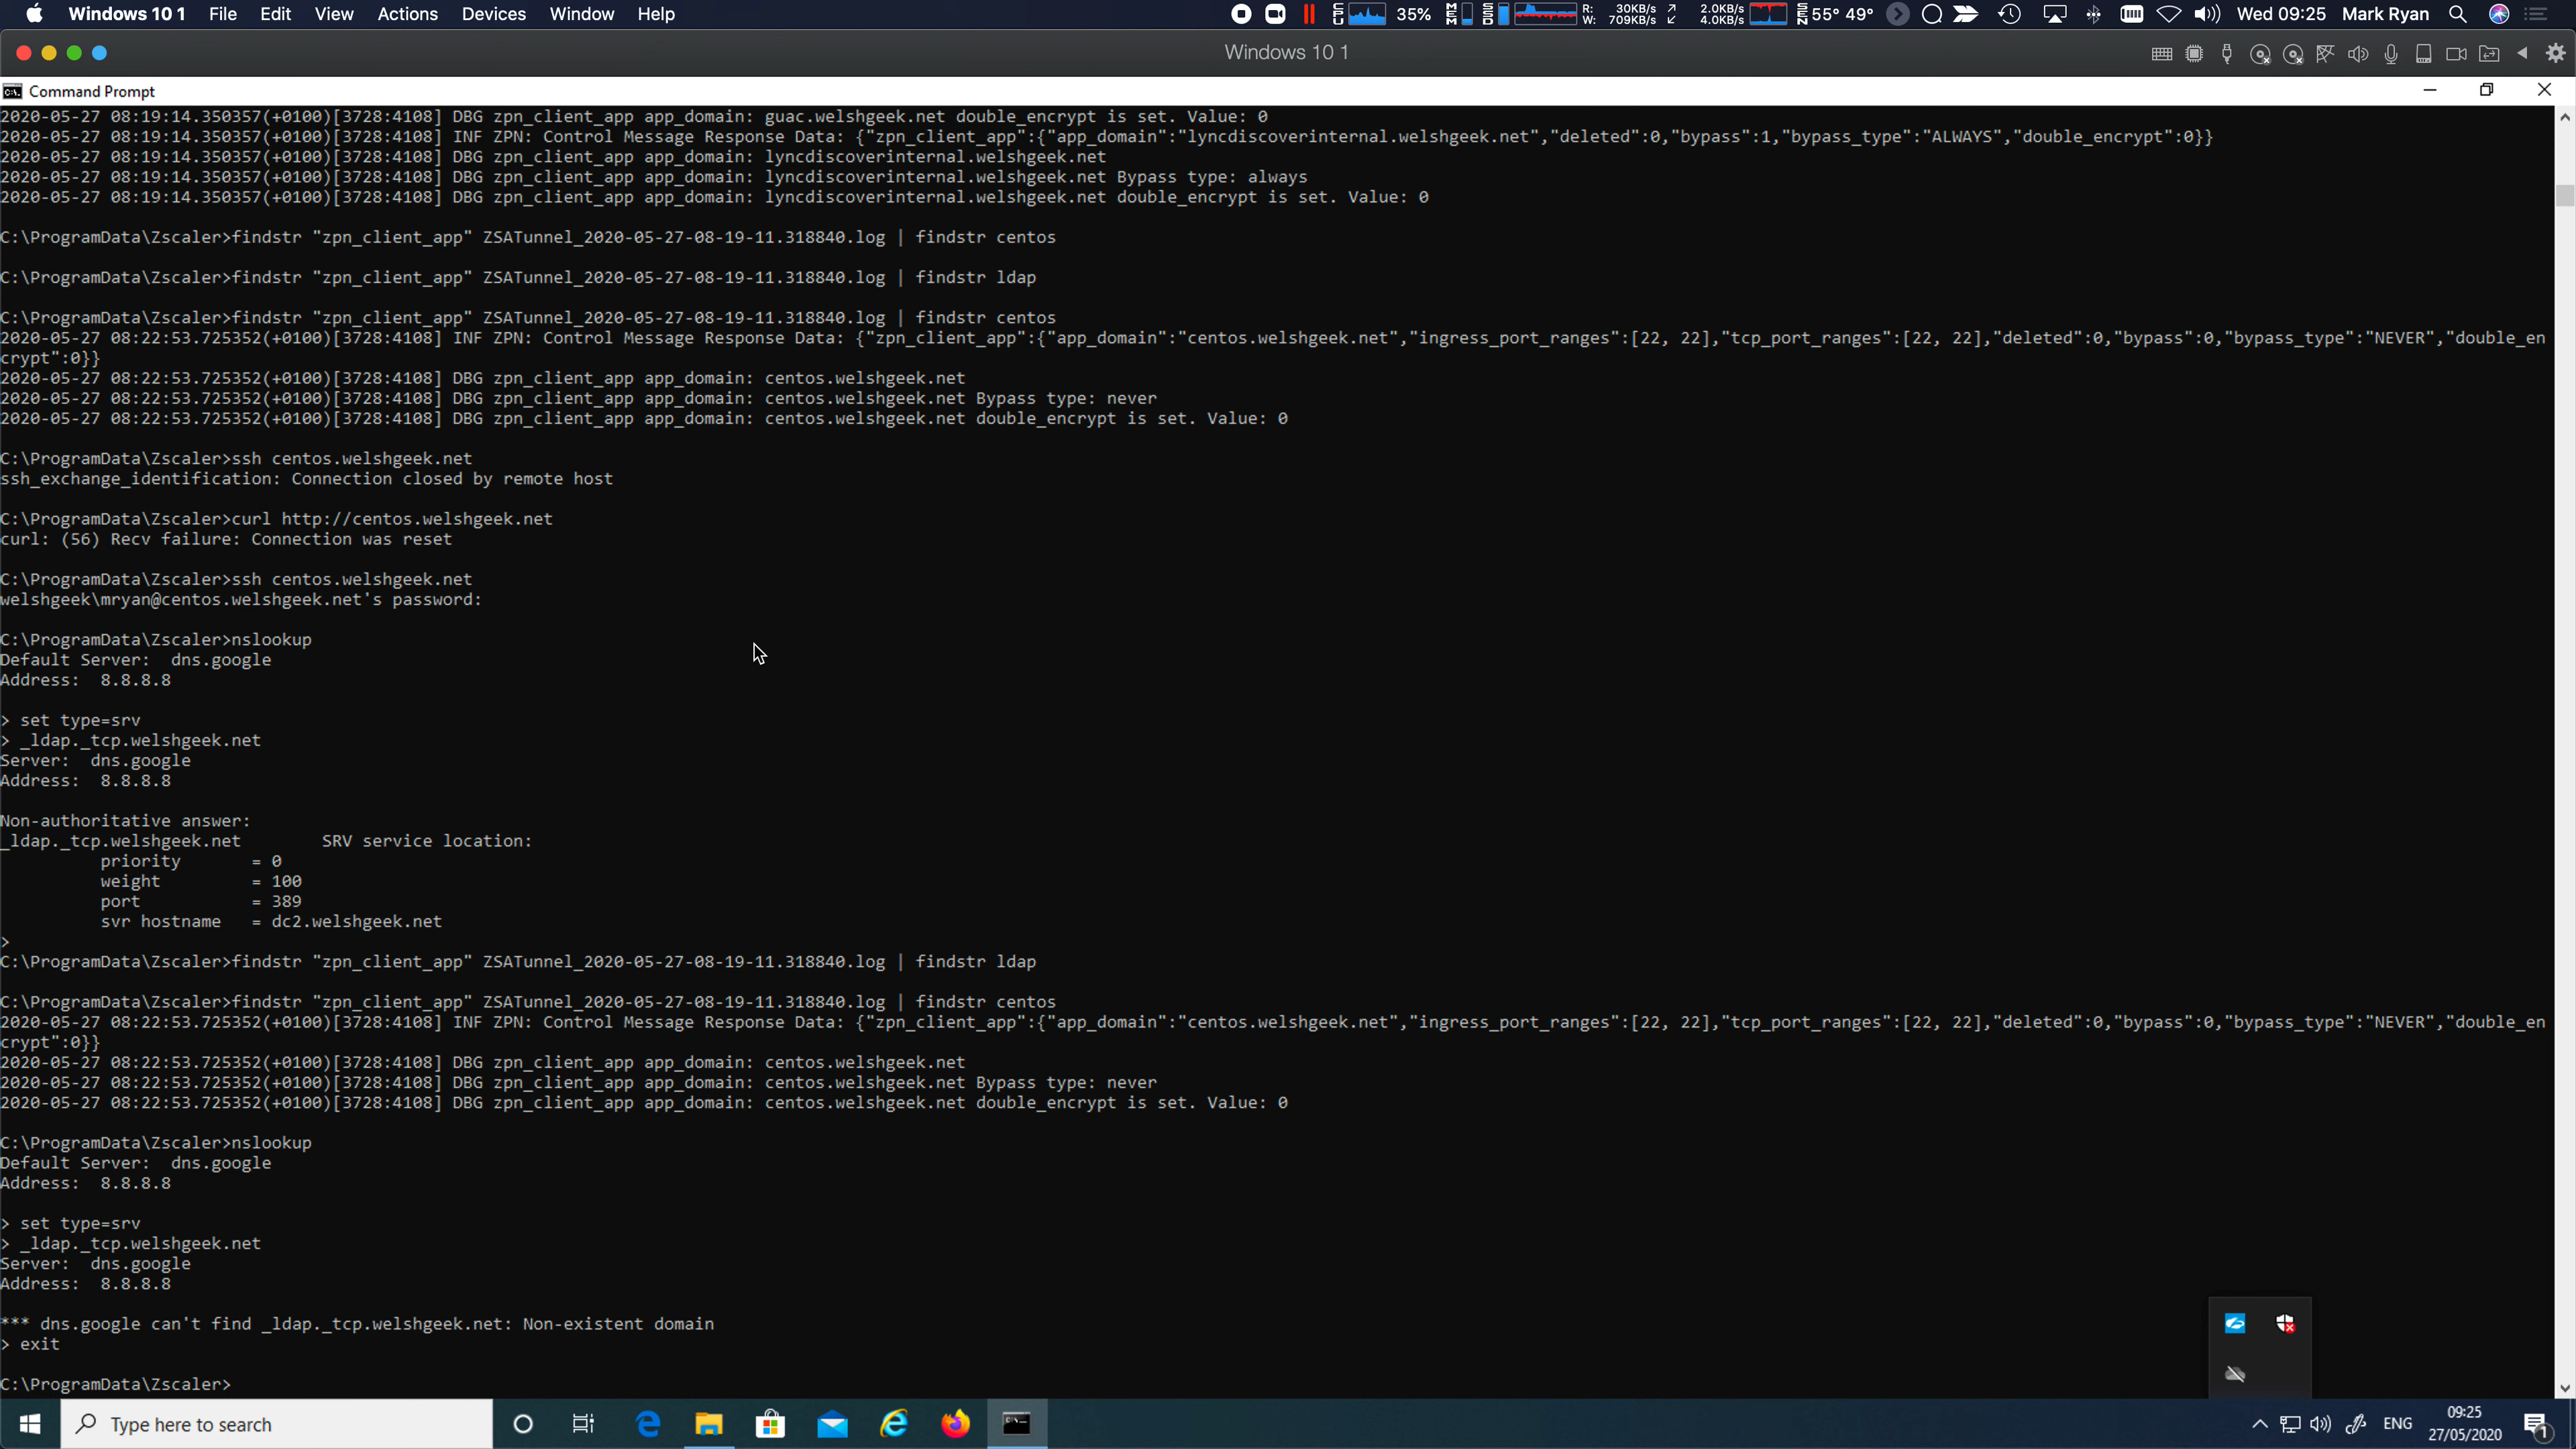 Windows 10 1 File Edit View Actions Devices Window Help 35% R: 30KB/s W: 709KB/s 2.0KB/s 4.0KB/s 55° 49° Wed 09:25 Mark Ryan
Windows 10 1
Command Prompt
2020-05-27 08:19:14.350357(+0100)[3728:4108] DBG zpn_client_app app_domain: guac.welshgeek.net double_encrypt is set. Value: 0
2020-05-27 08:19:14.350357(+0100)[3728:4108] INF ZPN: Control Message Response Data: {"zpn_client_app":{"app_domain":"lyncdiscoverinternal.welshgeek.net","deleted":0,"bypass":1,"bypass_type":"ALWAYS","double_encrypt":0}}
2020-05-27 08:19:14.350357(+0100)[3728:4108] DBG zpn_client_app app_domain: lyncdiscoverinternal.welshgeek.net
2020-05-27 08:19:14.350357(+0100)[3728:4108] DBG zpn_client_app app_domain: lyncdiscoverinternal.welshgeek.net Bypass type: always
2020-05-27 08:19:14.350357(+0100)[3728:4108] DBG zpn_client_app app_domain: lyncdiscoverinternal.welshgeek.net double_encrypt is set. Value: 0
C:\ProgramData\Zscaler>findstr "zpn_client_app" ZSATunnel_2020-05-27-08-19-11.318840.log | findstr centos
C:\ProgramData\Zscaler>findstr "zpn_client_app" ZSATunnel_2020-05-27-08-19-11.318840.log | findstr ldap
C:\ProgramData\Zscaler>findstr "zpn_client_app" ZSATunnel_2020-05-27-08-19-11.318840.log | findstr centos
2020-05-27 08:22:53.725352(+0100)[3728:4108] INF ZPN: Control Message Response Data: {"zpn_client_app":{"app_domain":"centos.welshgeek.net","ingress_port_ranges":[22, 22],"tcp_port_ranges":[22, 22],"deleted":0,"bypass":0,"bypass_type":"NEVER","double_en
crypt":0}}
2020-05-27 08:22:53.725352(+0100)[3728:4108] DBG zpn_client_app app_domain: centos.welshgeek.net
2020-05-27 08:22:53.725352(+0100)[3728:4108] DBG zpn_client_app app_domain: centos.welshgeek.net Bypass type: never
2020-05-27 08:22:53.725352(+0100)[3728:4108] DBG zpn_client_app app_domain: centos.welshgeek.net double_encrypt is set. Value: 0
C:\ProgramData\Zscaler>ssh centos.welshgeek.net
ssh_exchange_identification: Connection closed by remote host
C:\ProgramData\Zscaler>curl http://centos.welshgeek.net
curl: (56) Recv failure: Connection was reset
C:\ProgramData\Zscaler>ssh centos.welshgeek.net
welshgeek\mryan@centos.welshgeek.net's password:
C:\ProgramData\Zscaler>nslookup
Default Server: dns.google
Address: 8.8.8.8
> set type=srv
> _ldap._tcp.welshgeek.net
Server: dns.google
Address: 8.8.8.8
Non-authoritative answer:
_ldap._tcp.welshgeek.net SRV service location:
priority = 0
weight = 100
port = 389
svr hostname = dc2.welshgeek.net
>
C:\ProgramData\Zscaler>findstr "zpn_client_app" ZSATunnel_2020-05-27-08-19-11.318840.log | findstr ldap
C:\ProgramData\Zscaler>findstr "zpn_client_app" ZSATunnel_2020-05-27-08-19-11.318840.log | findstr centos
2020-05-27 08:22:53.725352(+0100)[3728:4108] INF ZPN: Control Message Response Data: {"zpn_client_app":{"app_domain":"centos.welshgeek.net","ingress_port_ranges":[22, 22],"tcp_port_ranges":[22, 22],"deleted":0,"bypass":0,"bypass_type":"NEVER","double_en
crypt":0}}
2020-05-27 08:22:53.725352(+0100)[3728:4108] DBG zpn_client_app app_domain: centos.welshgeek.net
2020-05-27 08:22:53.725352(+0100)[3728:4108] DBG zpn_client_app app_domain: centos.welshgeek.net Bypass type: never
2020-05-27 08:22:53.725352(+0100)[3728:4108] DBG zpn_client_app app_domain: centos.welshgeek.net double_encrypt is set. Value: 0
C:\ProgramData\Zscaler>nslookup
Default Server: dns.google
Address: 8.8.8.8
> set type=srv
> _ldap._tcp.welshgeek.net
Server: dns.google
Address: 8.8.8.8
*** dns.google can't find _ldap._tcp.welshgeek.net: Non-existent domain
> exit
C:\ProgramData\Zscaler>
Type here to search
ENG
09:25
27/05/2020
1